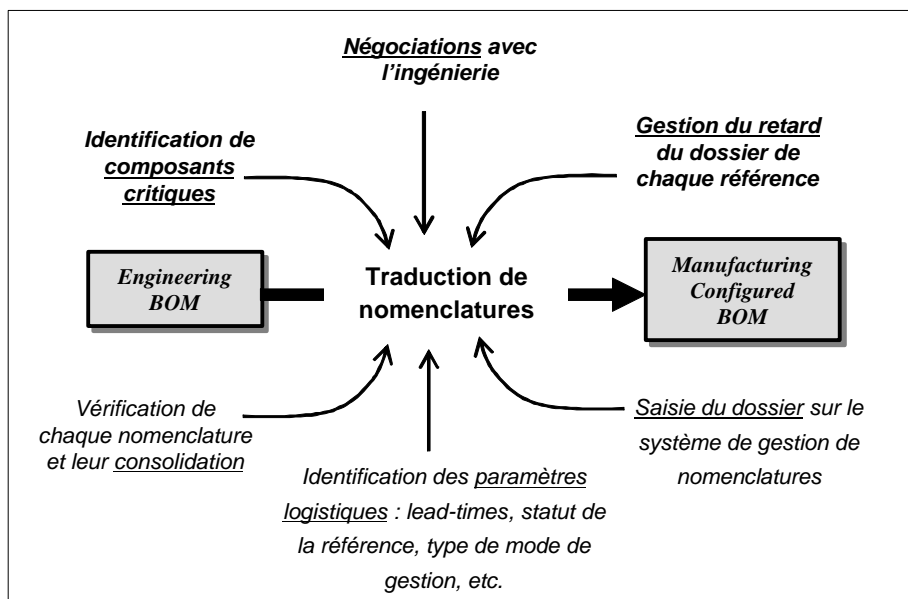 Négociations avec
l'ingénierie
Identification de
composants
critiques
Gestion du retard
du dossier de
chaque référence
Engineering
BOM
Traduction de
nomenclatures
Manufacturing
Configured
BOM
Vérification de
chaque nomenclature
et leur consolidation
Identification des paramètres
logistiques : lead-times, statut de
la référence, type de mode de
gestion, etc.
Saisie du dossier sur le
système de gestion de
nomenclatures